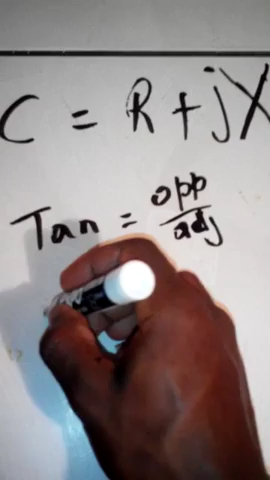 C = R + jX
Tan = opp/adj